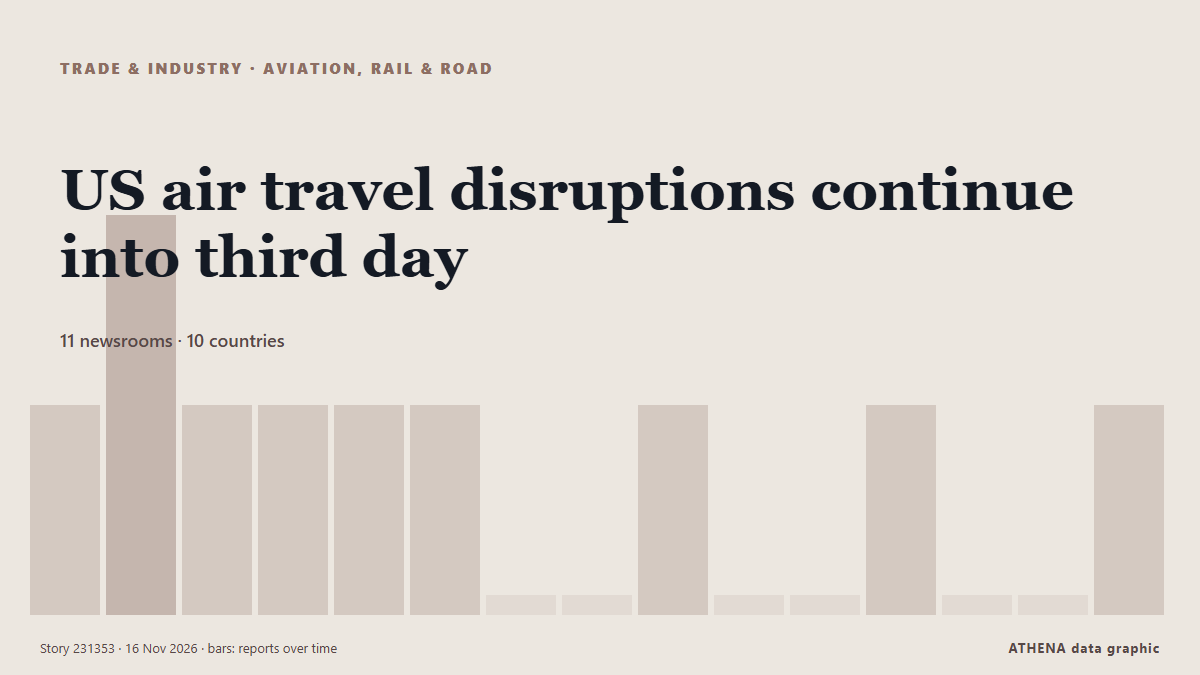 TRADE & INDUSTRY · AVIATION, RAIL & ROAD
US air travel disruptions continue
into third day
11 newsrooms · 10 countries
Story 231353 · 16 Nov 2026 · bars: reports over time
ATHENA data graphic